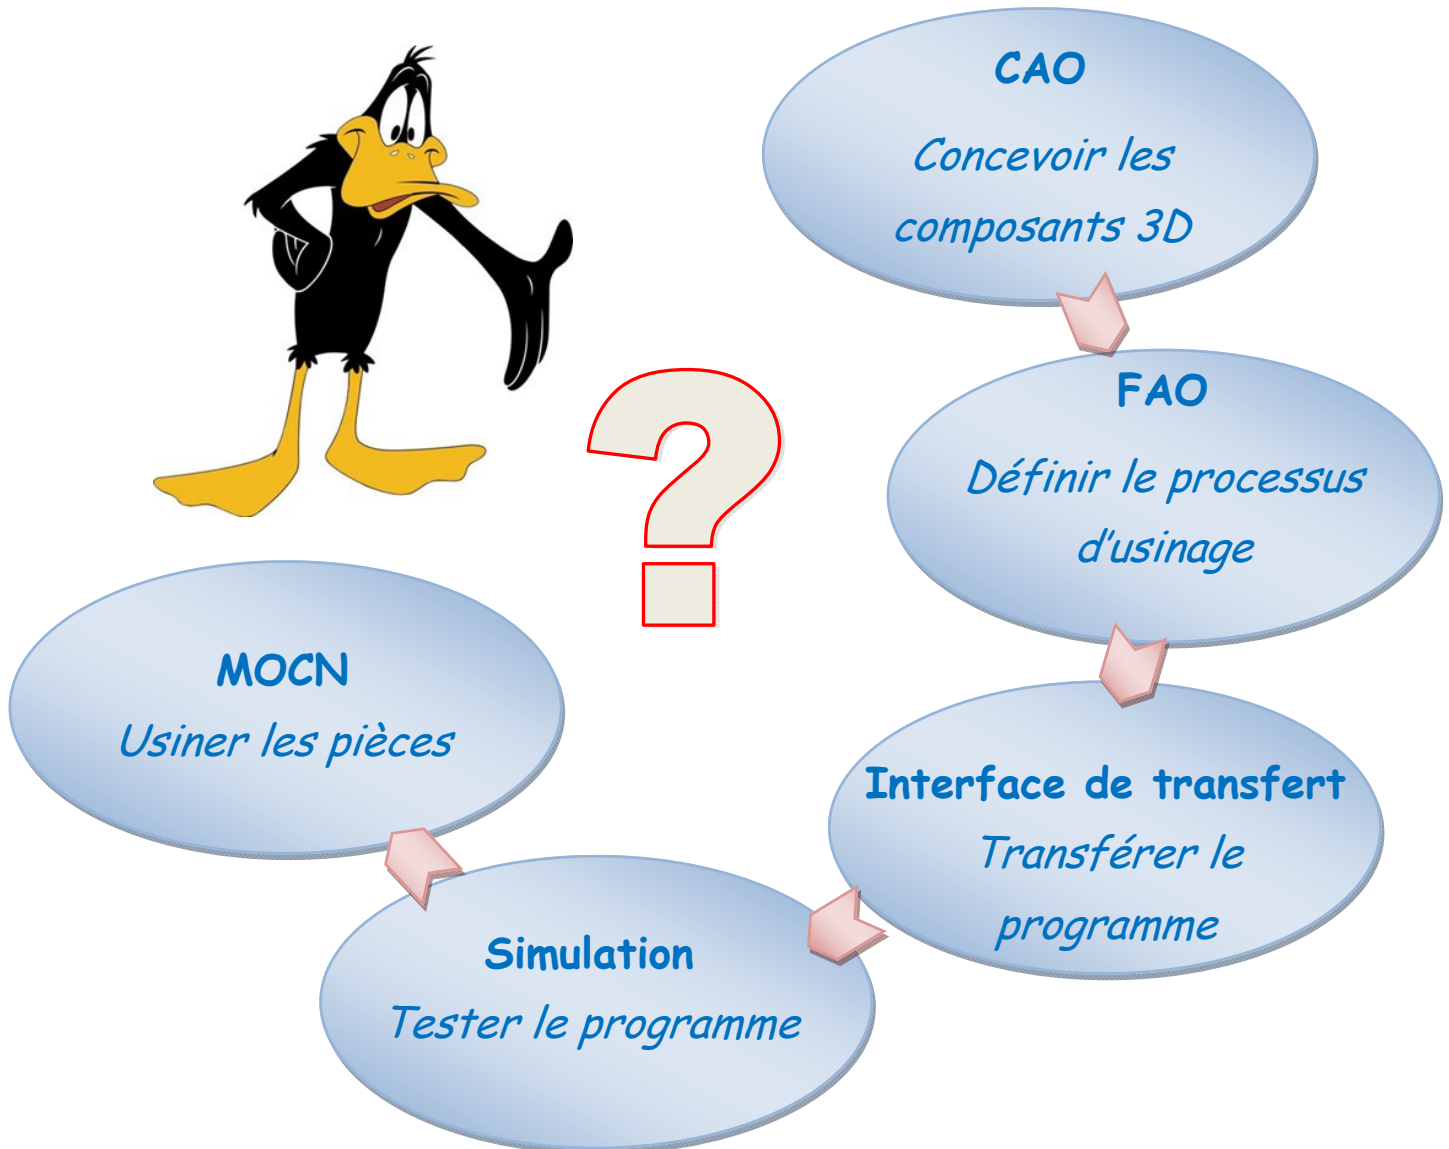 CAO
Concevoir les
composants 3D
FAO
Définir le processus
d'usinage
?
MOCN
Usiner les pièces
Interface de transfert
Transférer le
programme
Simulation
Tester le programme